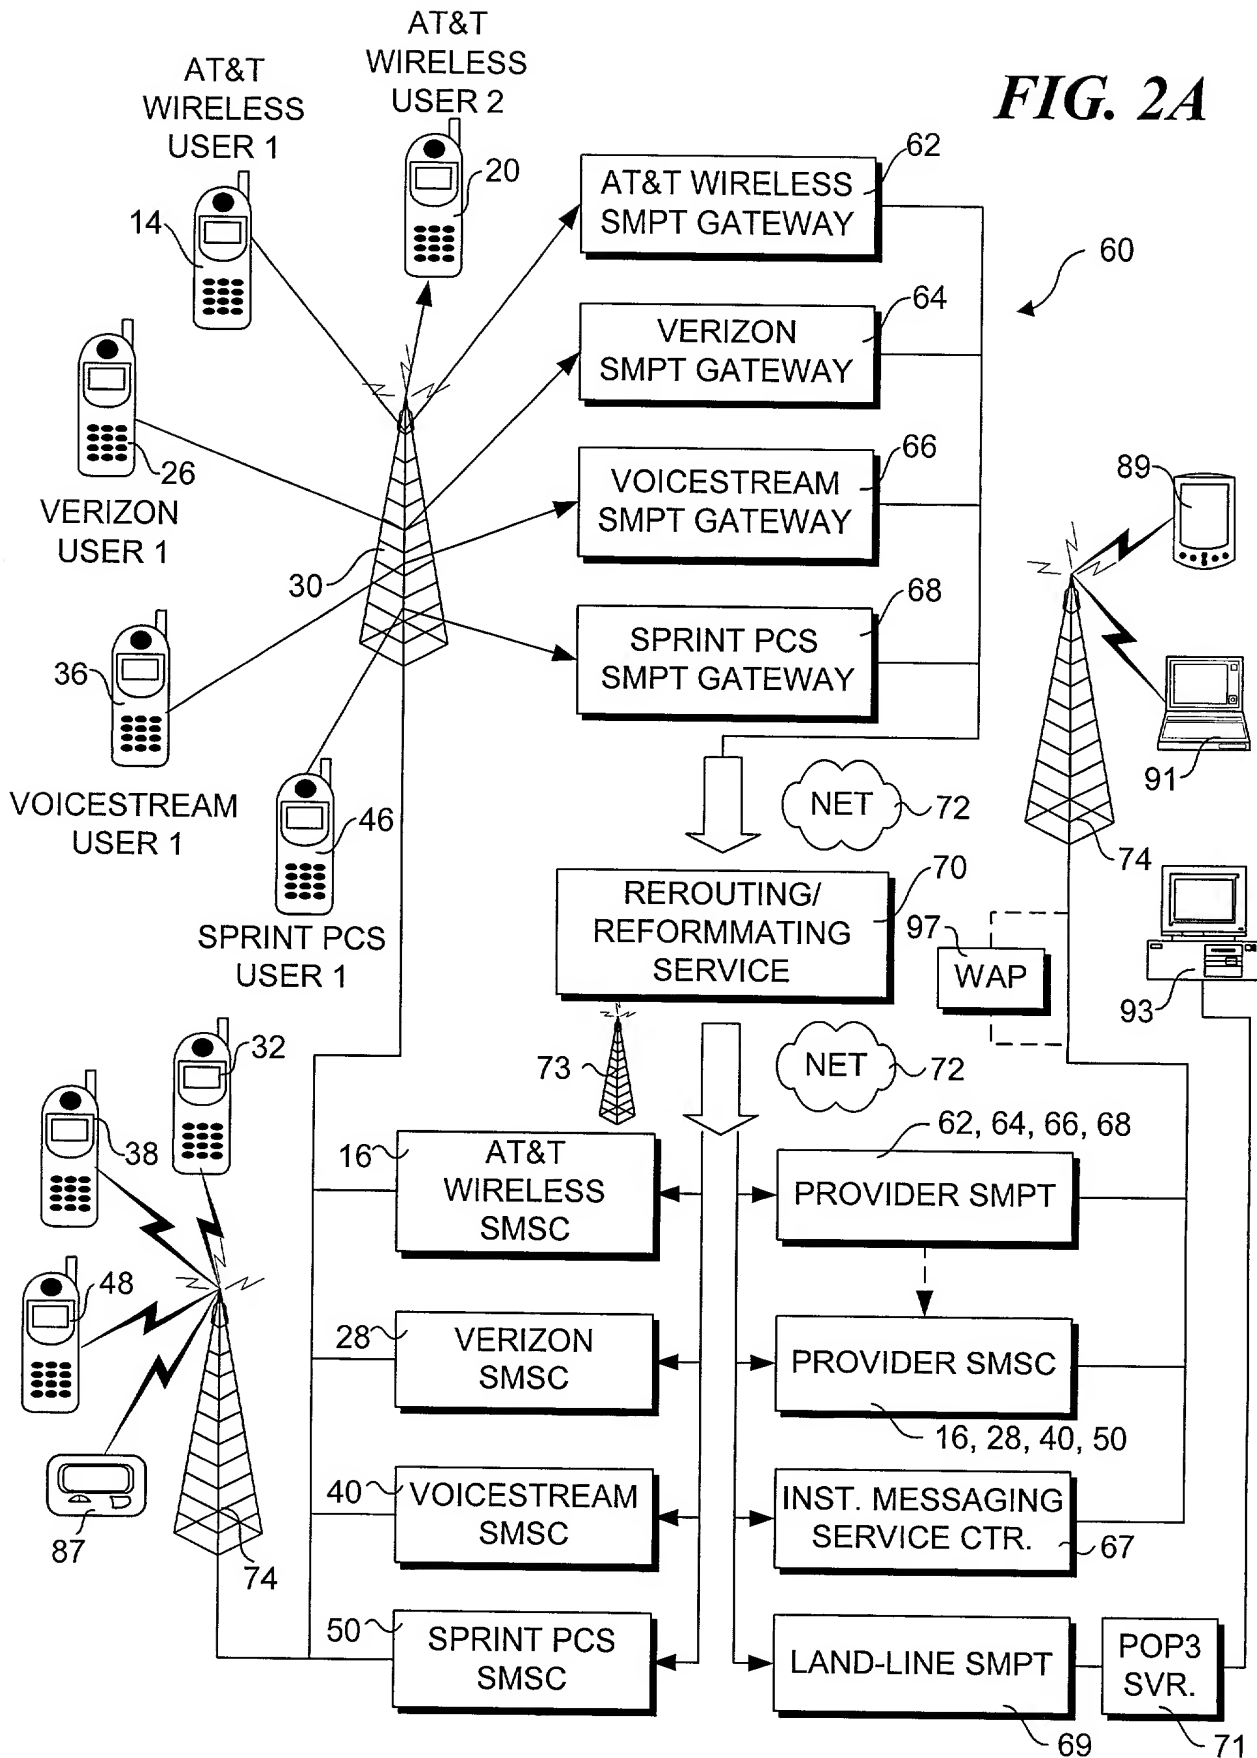 FIG. 2A
AT&T
WIRELESS
USER 2
AT&T
WIRELESS
USER 1
20
14
62
AT&T WIRELESS
SMPT GATEWAY
60
64
VERIZON
SMPT GATEWAY
26
VERIZON
USER 1
66
VOICESTREAM
SMPT GATEWAY
89
30
68
SPRINT PCS
SMPT GATEWAY
36
VOICESTREAM
USER 1
91
46
SPRINT PCS
USER 1
NET
72
74
70
REROUTING/
REFORMMATING
SERVICE
97
WAP
93
32
38
73
NET
72
16
AT&T
WIRELESS
SMSC
62, 64, 66, 68
PROVIDER SMPT
48
28
VERIZON
SMSC
PROVIDER SMSC
16, 28, 40, 50
87
74
40
VOICESTREAM
SMSC
INST. MESSAGING
SERVICE CTR.
67
50
SPRINT PCS
SMSC
LAND-LINE SMPT
69
POP3
SVR.
71